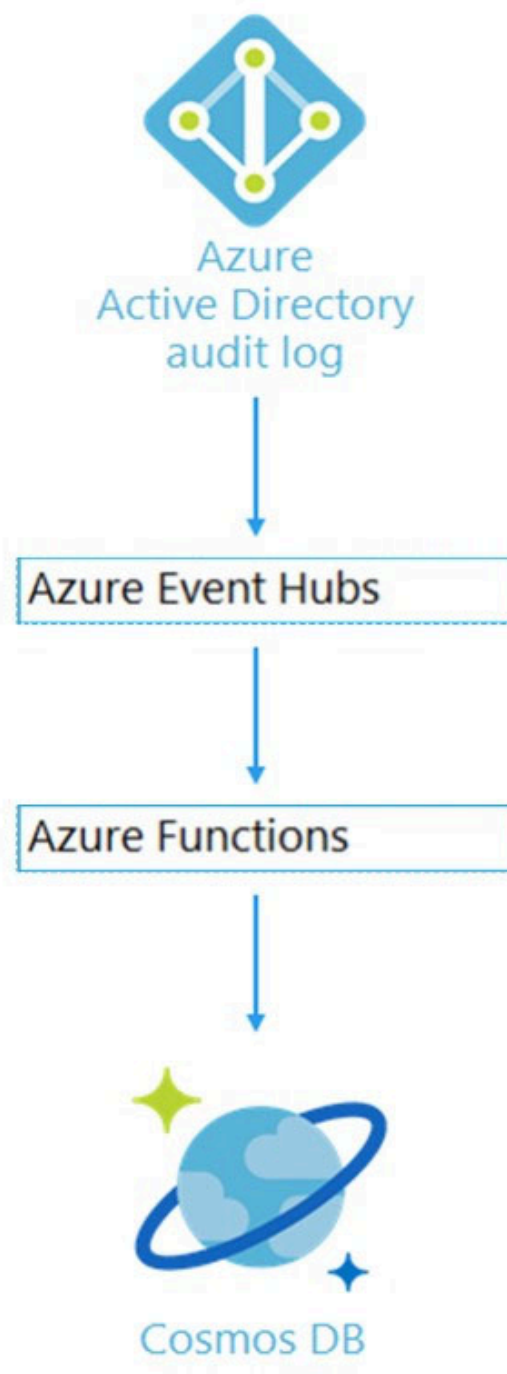 Azure
Active Directory
audit log
Azure Event Hubs
Azure Functions
Cosmos DB